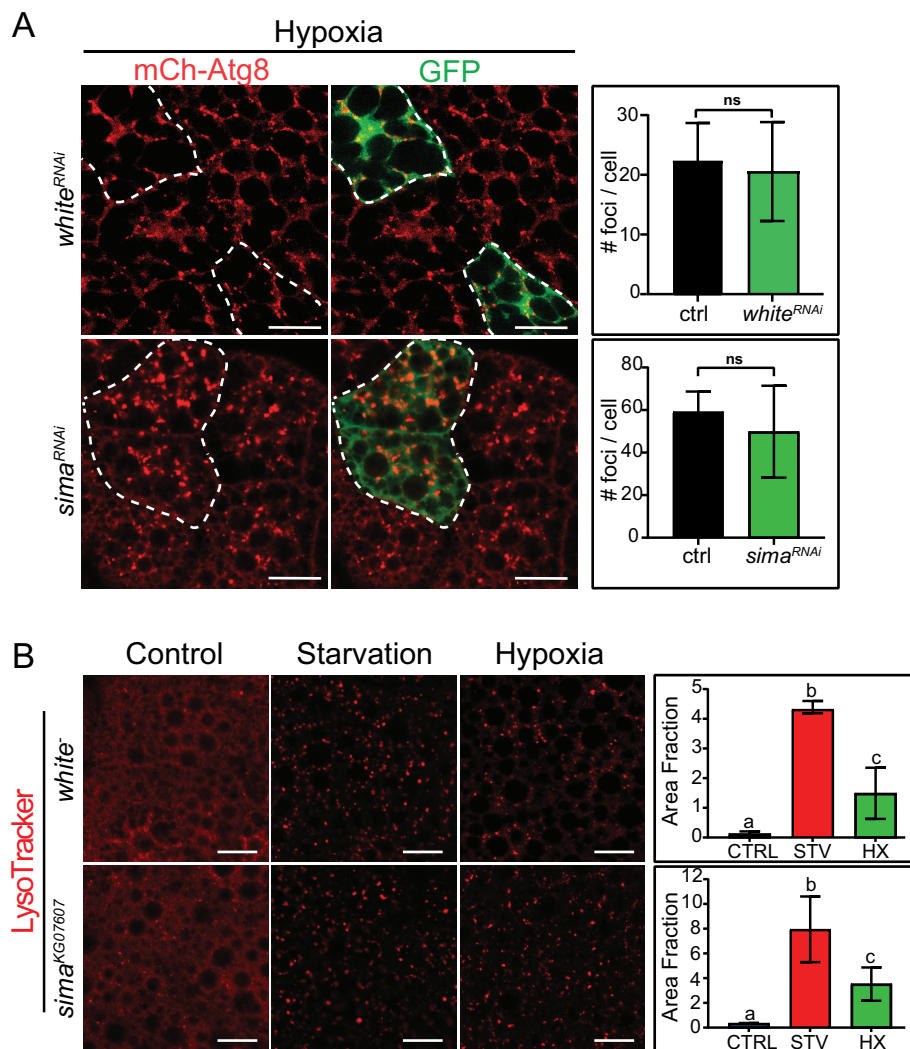 A
Hypoxia
mCh-Atg8
GFP
white^RNAi
ns
# foci / cell
30
20
10
0
ctrl
white^RNAi
sima^RNAi
ns
# foci / cell
80
60
40
20
0
ctrl
sima^RNAi
B
Control
Starvation
Hypoxia
LysoTracker
white^-
Area Fraction
5
4
3
2
1
0
a
b
c
CTRL
STV
HX
sima^KG07607
Area Fraction
12
10
8
6
4
2
0
a
b
c
CTRL
STV
HX